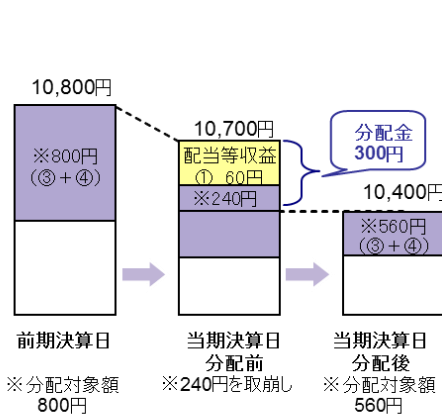 10,800円
※800円
(③+④)
10,700円
配当等収益
① 60円
※240円
分配金
300円
10,400円
※560円
(③+④)
前期決算日
当期決算日
分配前
当期決算日
分配後
※分配対象額
800円
※240円を取崩し
※分配対象額
560円